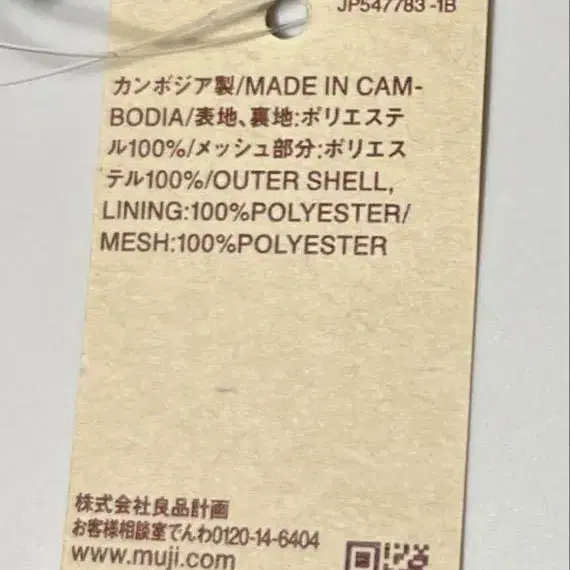 JP547783 -1B
カンボジア製/MADE IN CAM-
BODIA/表地、裏地:ポリエステ
ル100%/メッシュ部分:ポリエス
テル100%/OUTER SHELL,
LINING:100%POLYESTER/
MESH:100%POLYESTER
株式会社良品計画
お客様相談室でんわ0120-14-6404
www.muji.com